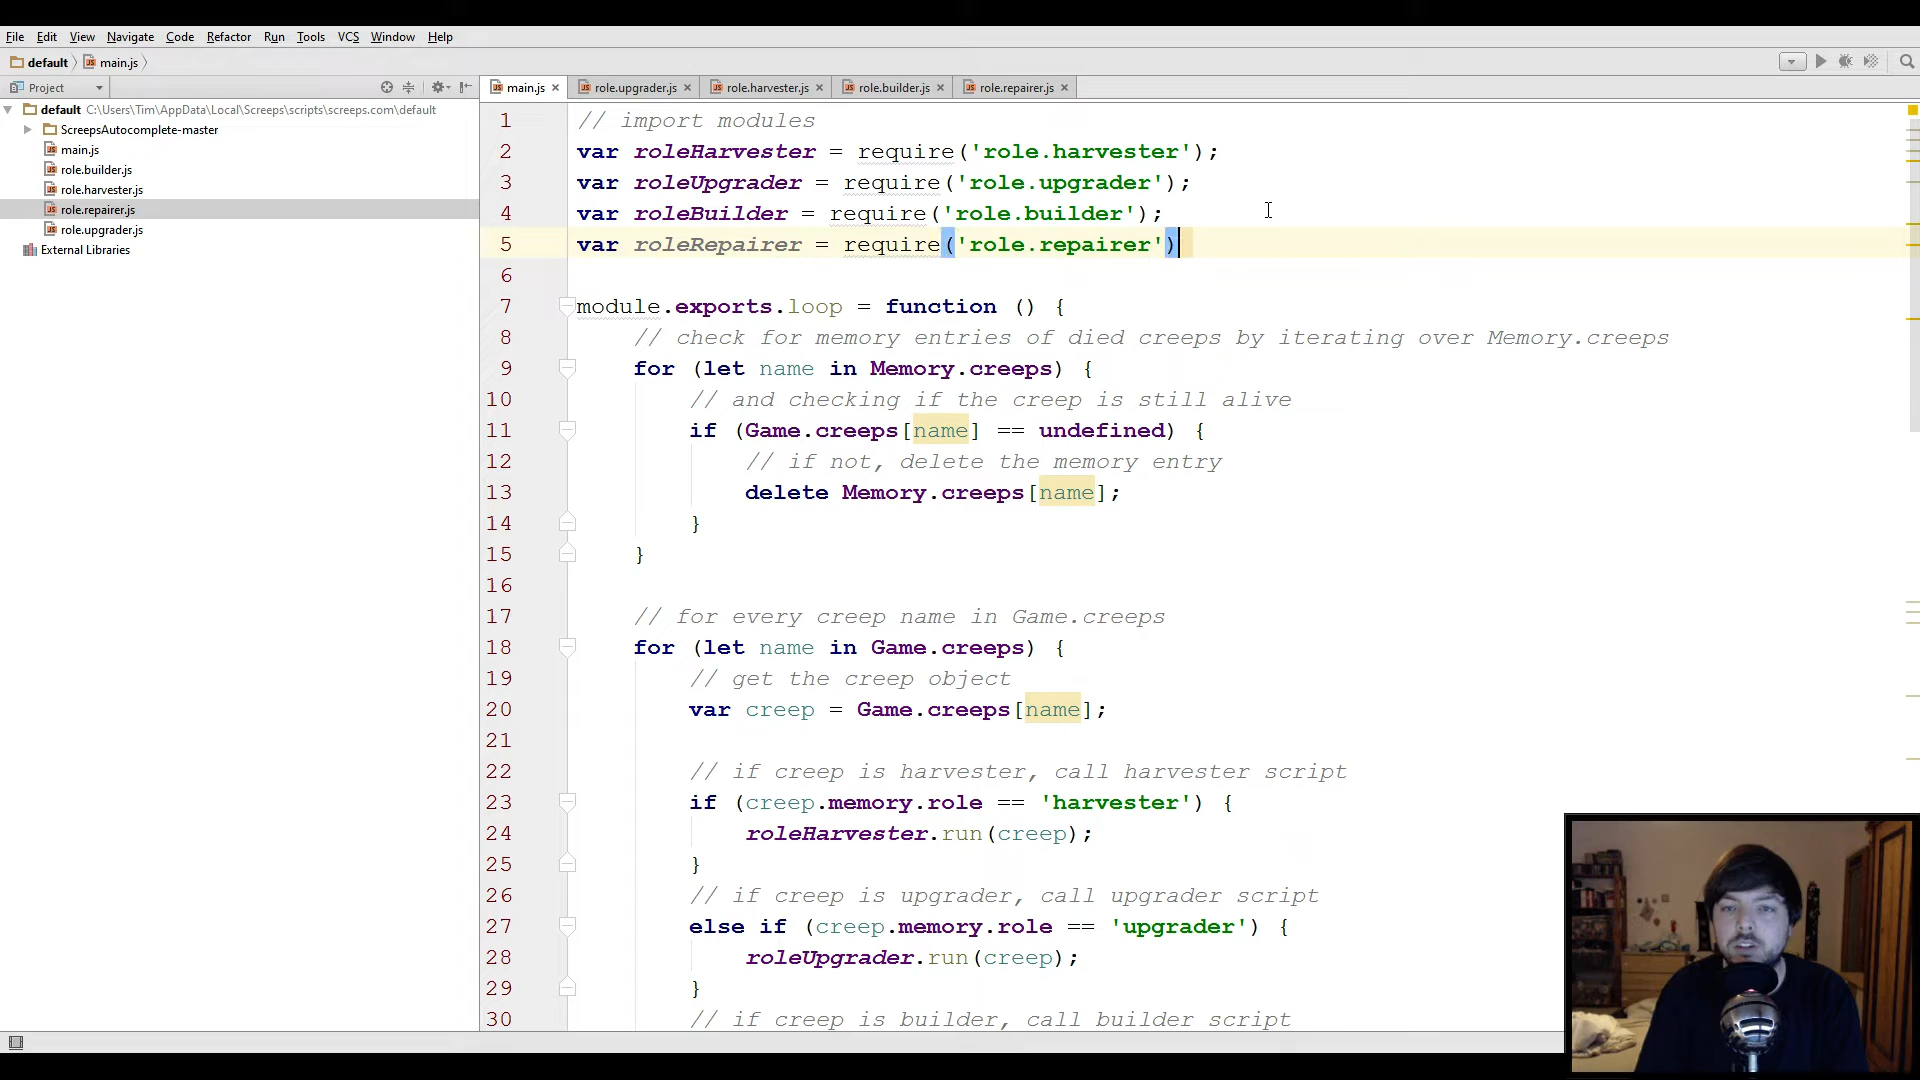 File Edit View Navigate Code Refactor Run Tools VCS Window Help
default main.js
Project main.js role.upgrader.js role.harvester.js role.builder.js role.repairer.js
default C:\Users\Tim\AppData\Local\Screeps\scripts\screeps.com\default
ScreepsAutocomplete-master
main.js
role.builder.js
role.harvester.js
role.repairer.js
role.upgrader.js
External Libraries
1 // import modules
2 var roleHarvester = require('role.harvester');
3 var roleUpgrader = require('role.upgrader');
4 var roleBuilder = require('role.builder');
5 var roleRepairer = require('role.repairer')
6
7 module.exports.loop = function () {
8 // check for memory entries of died creeps by iterating over Memory.creeps
9 for (let name in Memory.creeps) {
10 // and checking if the creep is still alive
11 if (Game.creeps[name] == undefined) {
12 // if not, delete the memory entry
13 delete Memory.creeps[name];
14 }
15 }
16
17 // for every creep name in Game.creeps
18 for (let name in Game.creeps) {
19 // get the creep object
20 var creep = Game.creeps[name];
21
22 // if creep is harvester, call harvester script
23 if (creep.memory.role == 'harvester') {
24 roleHarvester.run(creep);
25 }
26 // if creep is upgrader, call upgrader script
27 else if (creep.memory.role == 'upgrader') {
28 roleUpgrader.run(creep);
29 }
30 // if creep is builder, call builder script